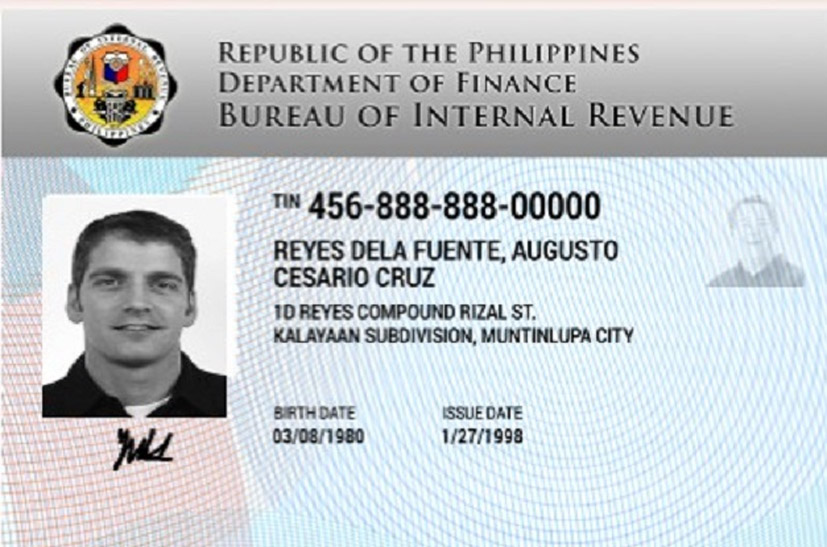 REPUBLIC OF THE PHILIPPINES
DEPARTMENT OF FINANCE
BUREAU OF INTERNAL REVENUE
BUREAU OF INTERNAL REVENUE
PHILIPPINES
TIN 456-888-888-00000
REYES DELA FUENTE, AUGUSTO
CESARIO CRUZ
1D REYES COMPOUND RIZAL ST.
KALAYAAN SUBDIVISION, MUNTINLUPA CITY
BIRTH DATE ISSUE DATE
03/08/1980 1/27/1998